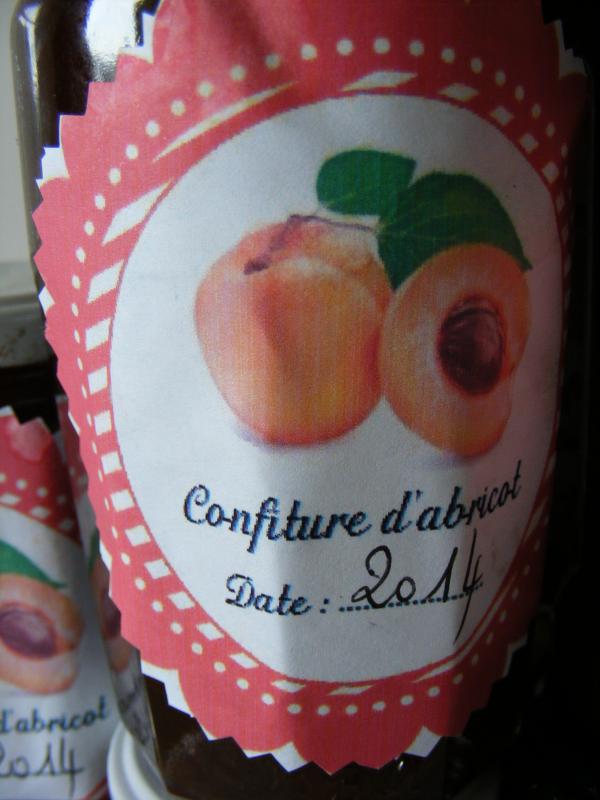 Confiture d'abricot
Date : 2014
d'abricot
2014